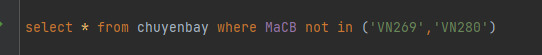 select * from chuyenbay where MaCB not in ('VN269','VN280')